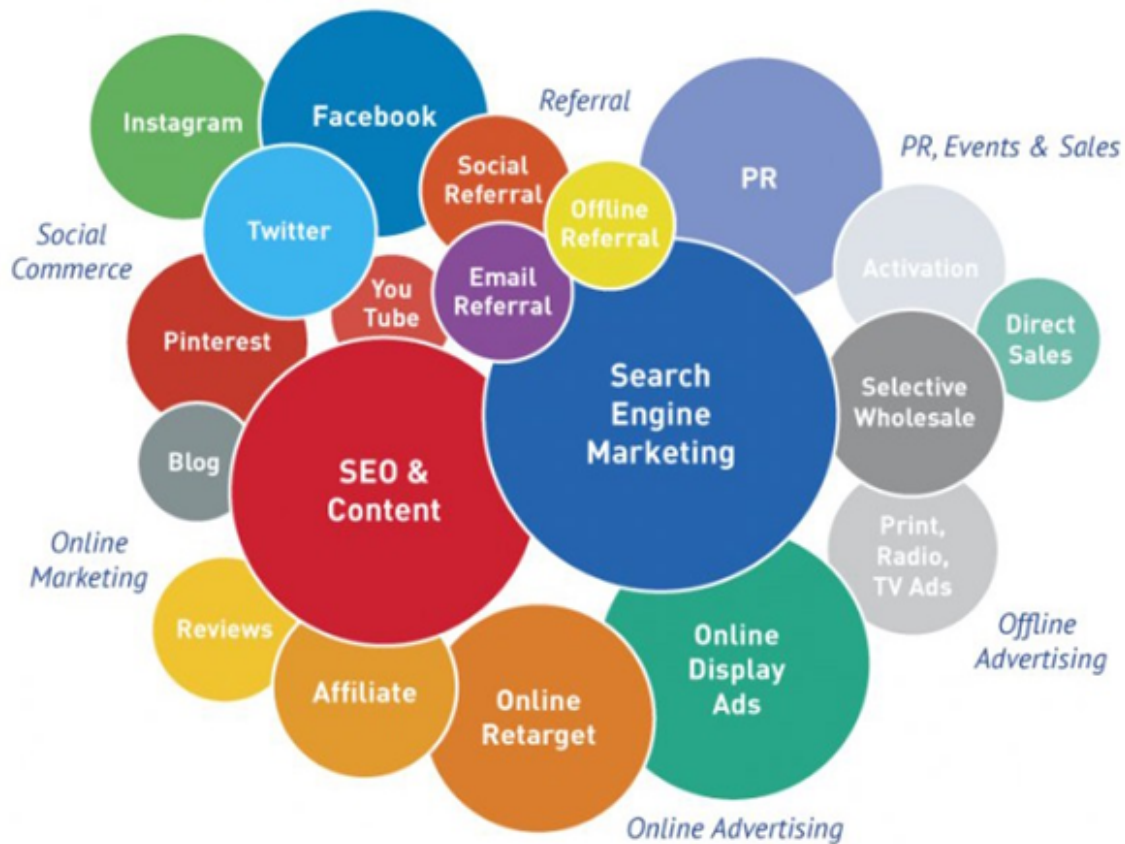 Instagram
Facebook
Referral
PR, Events & Sales
Social
Referral
PR
Offline
Referral
Twitter
Social
Commerce
Activation
Email
Referral
You
Tube
Pinterest
Direct
Sales
Search
Engine
Marketing
Selective
Wholesale
Blog
SEO &
Content
Print,
Radio,
TV Ads
Online
Marketing
Reviews
Offline
Advertising
Online
Display
Ads
Affiliate
Online
Retarget
Online Advertising